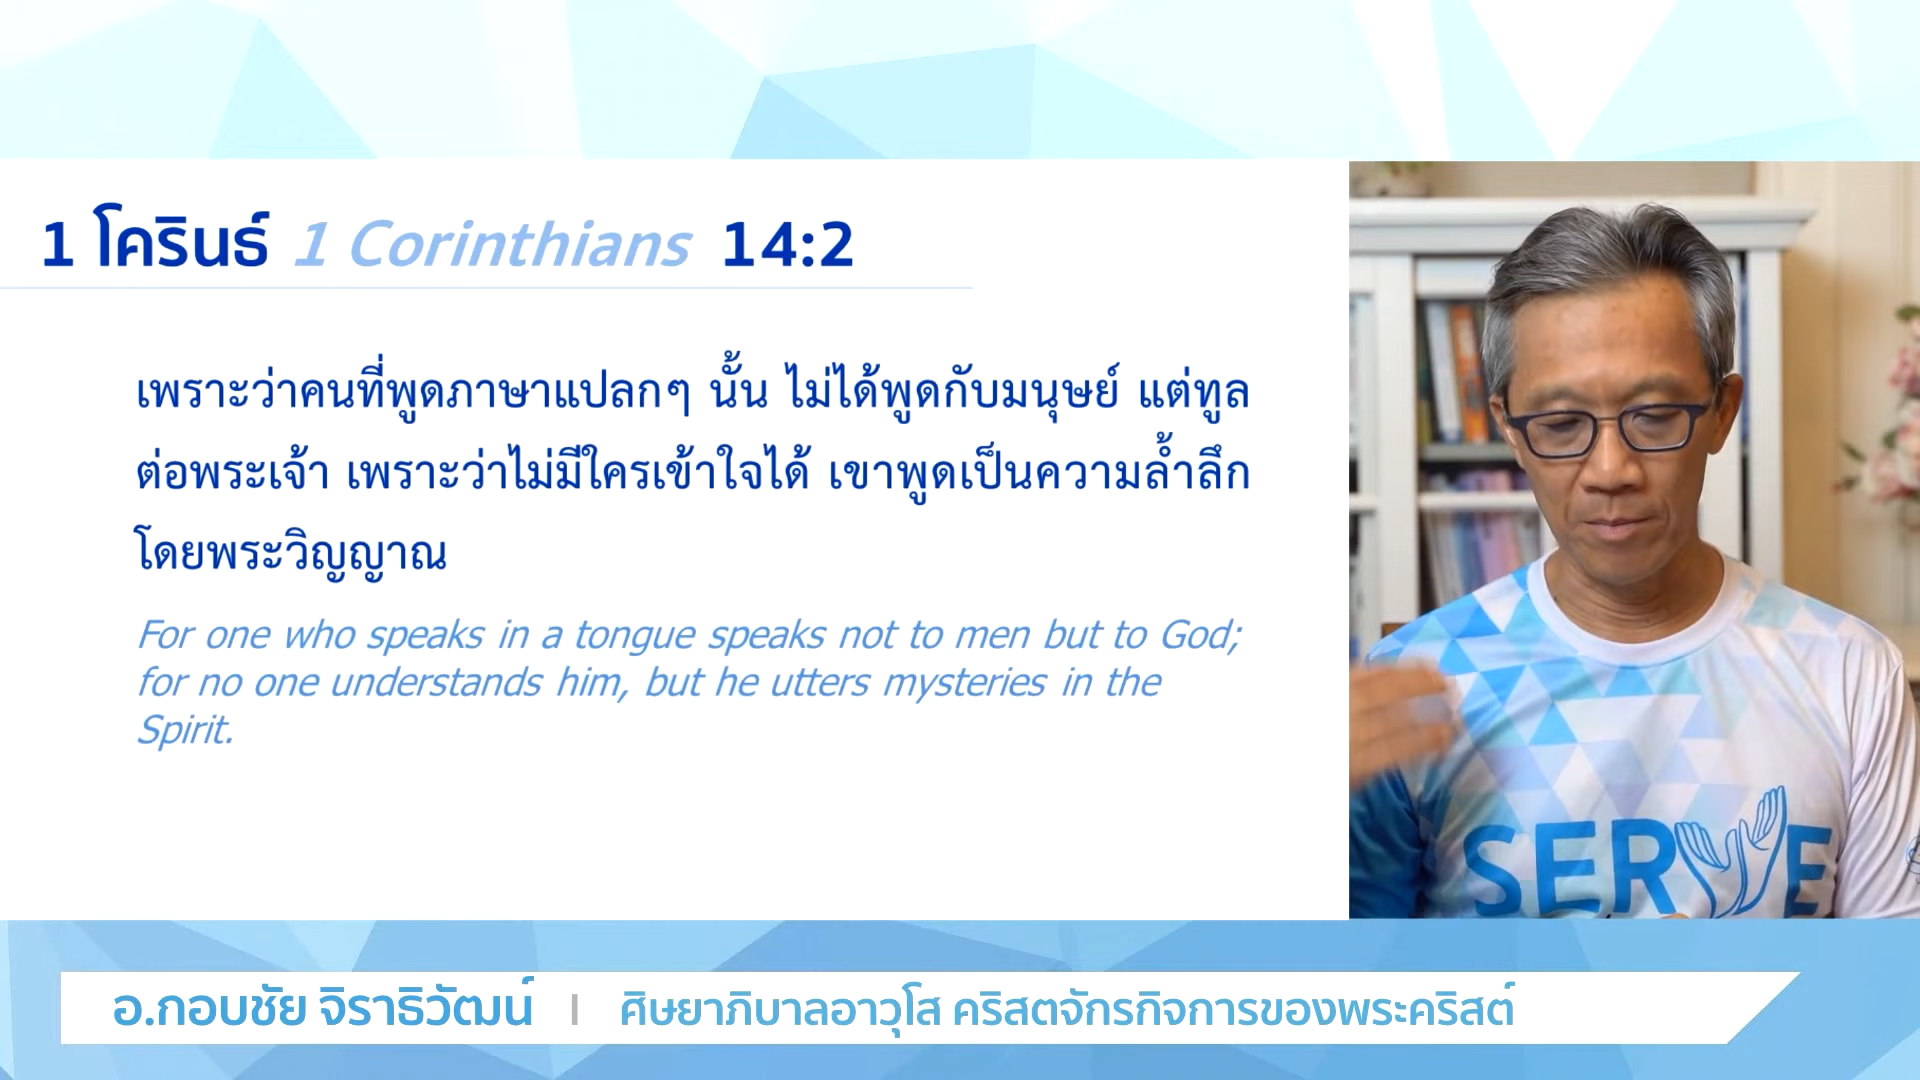 1 โครินธ์ 1 Corinthians 14:2
เพราะว่าคนที่พูดภาษาแปลกๆ นั้น ไม่ได้พูดกับมนุษย์ แต่ทูล
ต่อพระเจ้า เพราะว่าไม่มีใครเข้าใจได้ เขาพูดเป็นความล้ำลึก
โดยพระวิญญาณ
For one who speaks in a tongue speaks not to men but to God;
for no one understands him, but he utters mysteries in the
Spirit.
SERVE
อ.กอบชัย จิราธิวัฒน์ | ศิษยาภิบาลอาวุโส คริสตจักรกิจการของพระคริสต์